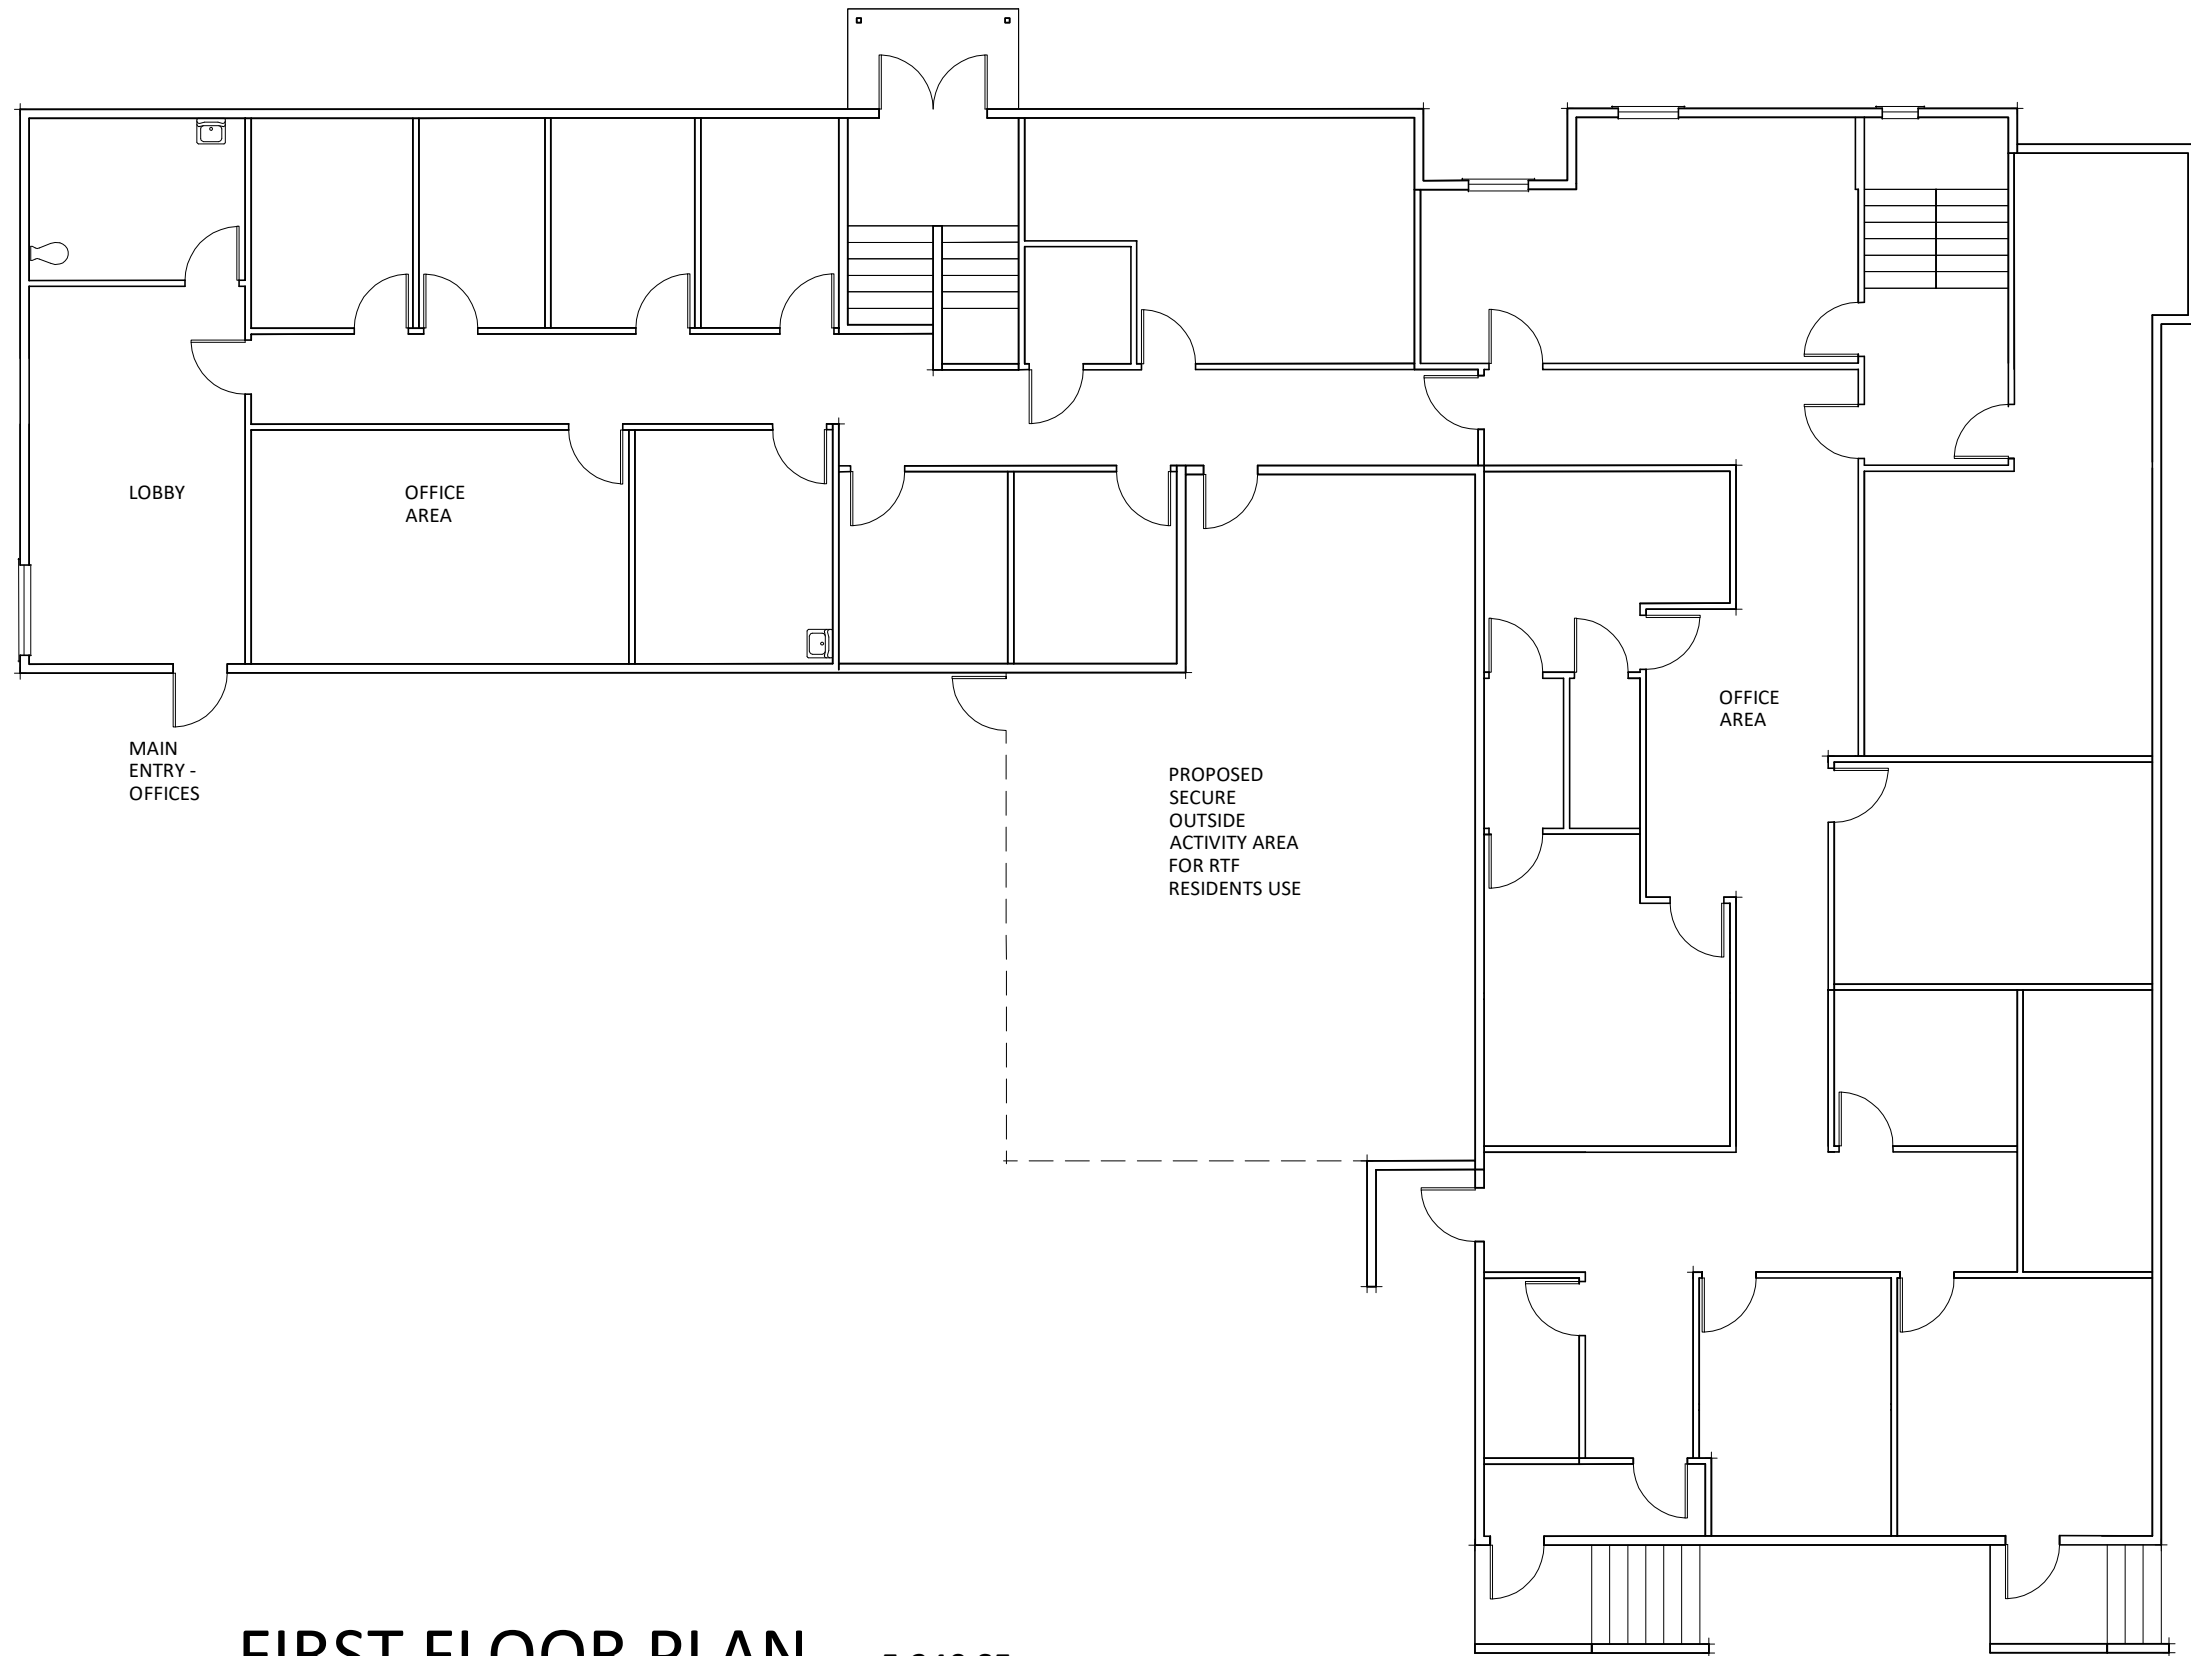 LOBBY
OFFICE
AREA
MAIN
ENTRY -
OFFICES
PROPOSED
SECURE
OUTSIDE
ACTIVITY AREA
FOR RTF
RESIDENTS USE
OFFICE
AREA
FIRST FLOOR PLAN